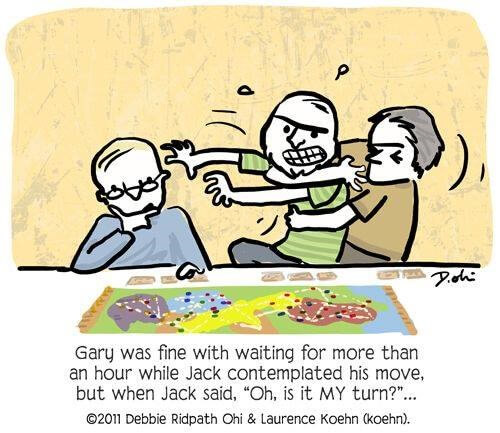 D.ohi
Gary was fine with waiting for more than
an hour while Jack contemplated his move,
but when Jack said, "Oh, is it MY turn?"...
©2011 Debbie Ridpath Ohi & Laurence Koehn (koehn).